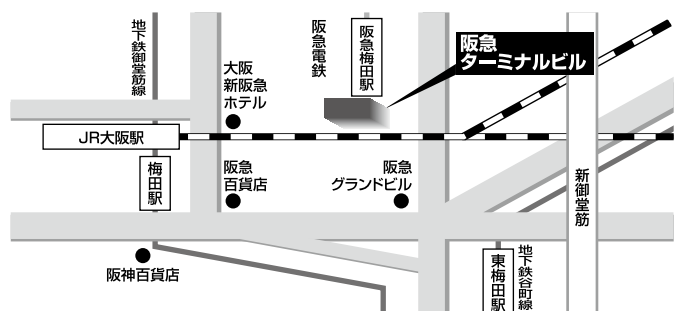 地下鉄御堂筋線
阪急電鉄
阪急梅田駅
阪急
ターミナルビル
大阪
新阪急
ホテル
JR大阪駅
梅田駅
阪急
百貨店
阪急
グランドビル
新御堂筋
阪神百貨店
東梅田駅
地下鉄谷町線